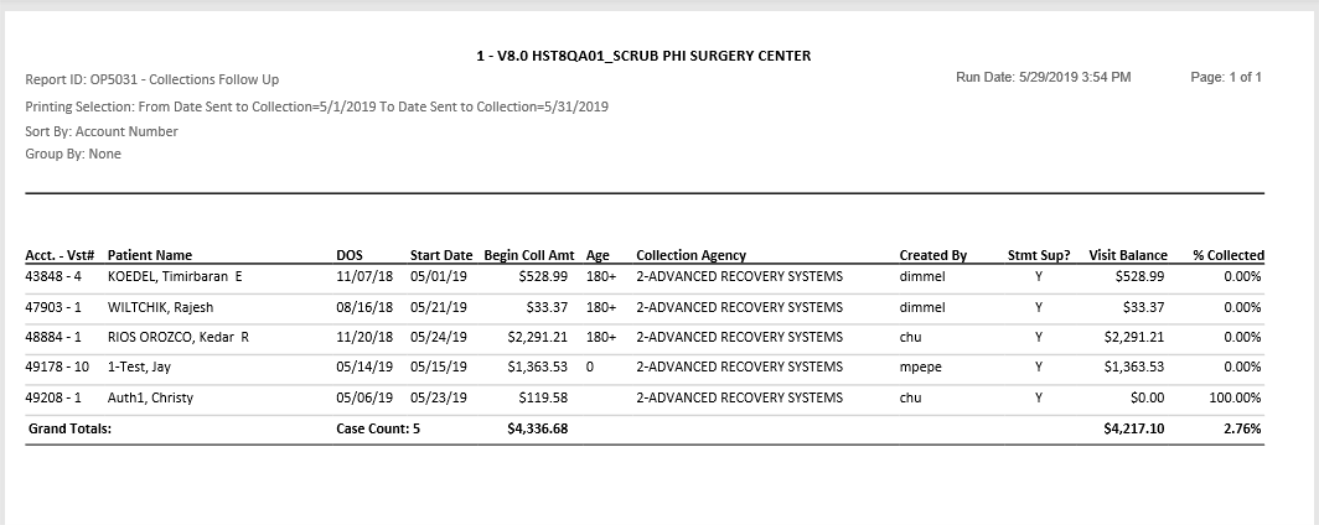 1 - V8.0 HST8QA01_SCRUB PHI SURGERY CENTER
Report ID: OP5031 - Collections Follow Up Run Date: 5/29/2019 3:54 PM Page: 1 of 1
Printing Selection: From Date Sent to Collection=5/1/2019 To Date Sent to Collection=5/31/2019
Sort By: Account Number
Group By: None
Acct. - Vst# Patient Name DOS Start Date Begin Coll Amt Age Collection Agency Created By Stmt Sup? Visit Balance % Collected
43848 - 4 KOEDEL, Timirbaran E 11/07/18 05/01/19 $528.99 180+ 2-ADVANCED RECOVERY SYSTEMS dimmel Y $528.99 0.00%
47903 - 1 WILTCHIK, Rajesh 08/16/18 05/21/19 $33.37 180+ 2-ADVANCED RECOVERY SYSTEMS dimmel Y $33.37 0.00%
48884 - 1 RIOS OROZCO, Kedar R 11/20/18 05/24/19 $2,291.21 180+ 2-ADVANCED RECOVERY SYSTEMS chu Y $2,291.21 0.00%
49178 - 10 1-Test, Jay 05/14/19 05/15/19 $1,363.53 0 2-ADVANCED RECOVERY SYSTEMS mpepe Y $1,363.53 0.00%
49208 - 1 Auth1, Christy 05/06/19 05/23/19 $119.58 2-ADVANCED RECOVERY SYSTEMS chu Y $0.00 100.00%
Grand Totals: Case Count: 5 $4,336.68 $4,217.10 2.76%